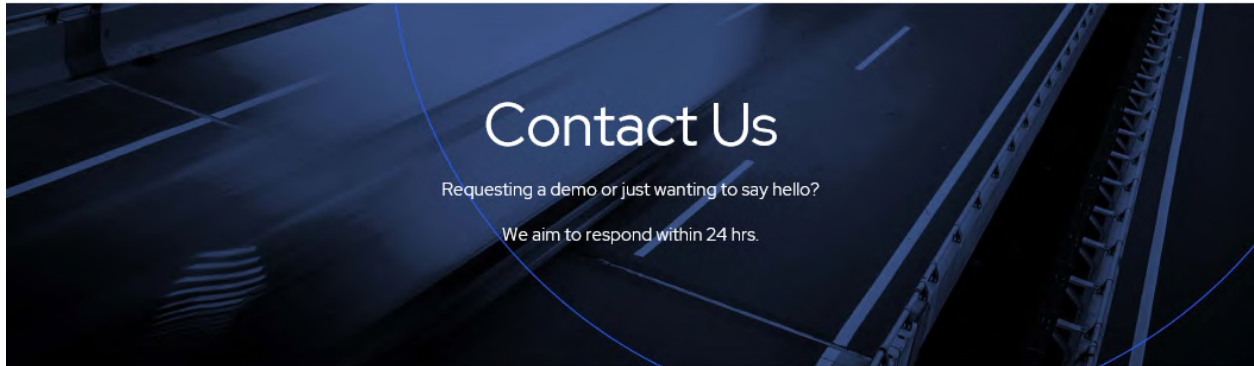 Contact Us
Requesting a demo or just wanting to say hello?
We aim to respond within 24 hrs.